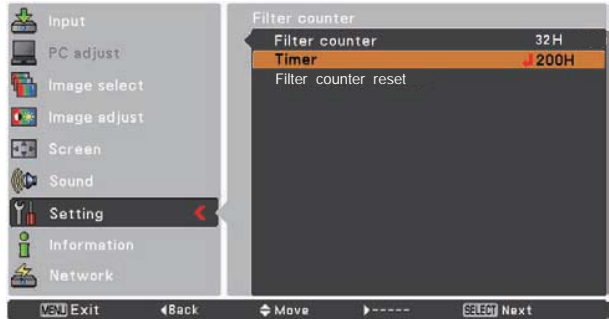 Input
PC adjust
Image select
Image adjust
Screen
Sound
Setting
Information
Network
Filter counter
Filter counter 32H
Timer 200H
Filter counter reset
MENU Exit Back Move ----- SELECT Next